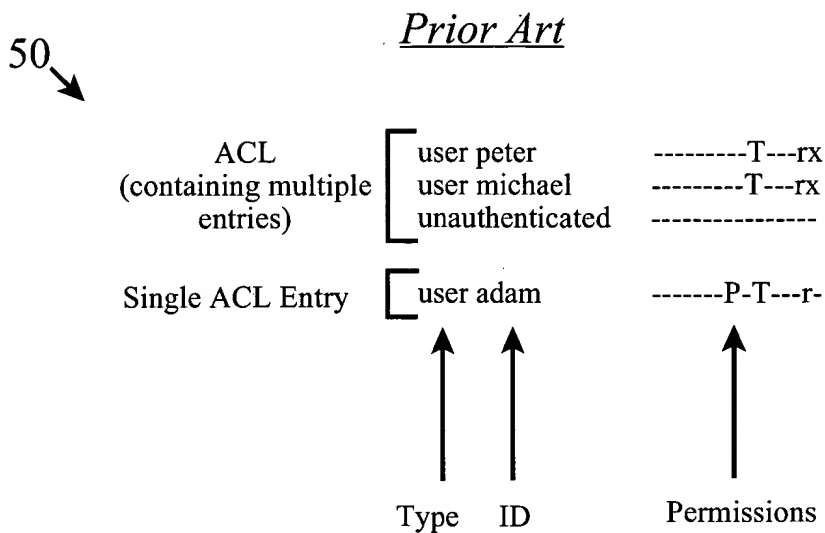 Prior Art
50
ACL
(containing multiple
entries)
user peter ---------T---rx
user michael ---------T---rx
unauthenticated ----------------
Single ACL Entry user adam -------P-T---r-
Type ID Permissions